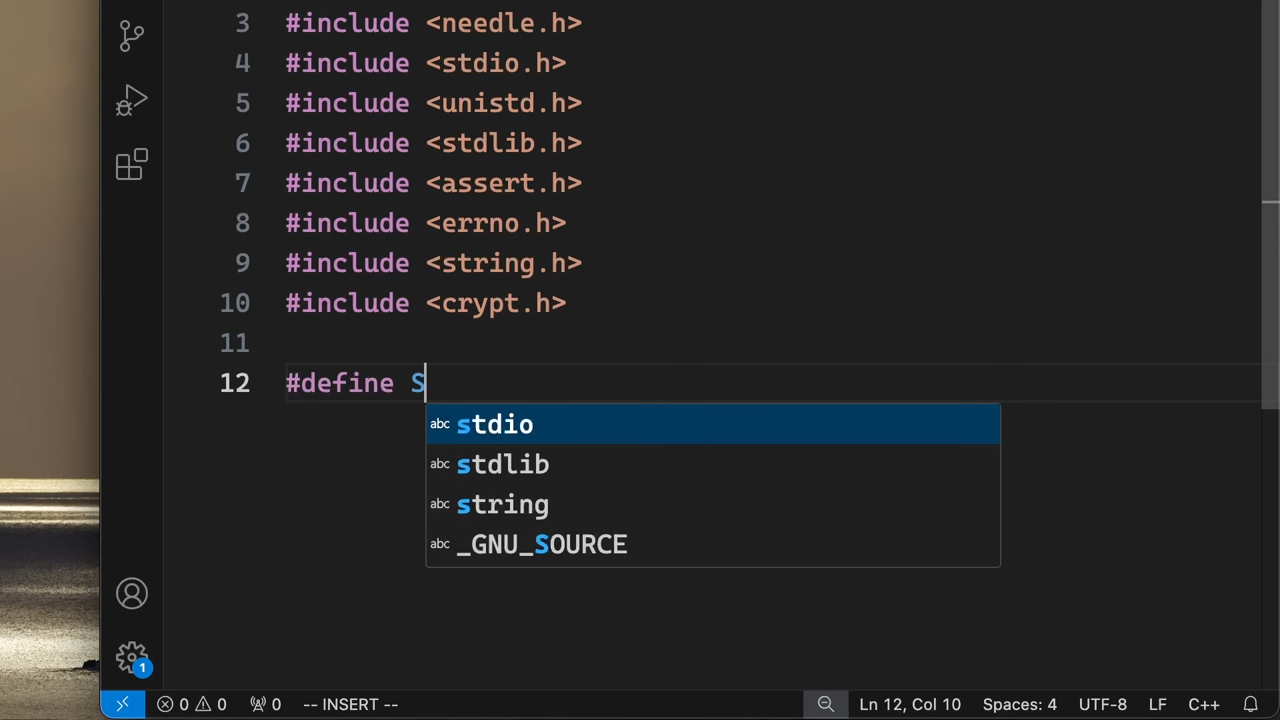 3 #include <needle.h>
4 #include <stdio.h>
5 #include <unistd.h>
6 #include <stdlib.h>
7 #include <assert.h>
8 #include <errno.h>
9 #include <string.h>
10 #include <crypt.h>
11
12 #define S
abc stdio
abc stdlib
abc string
abc _GNU_SOURCE
1
0 0 0 -- INSERT -- Ln 12, Col 10 Spaces: 4 UTF-8 LF C++